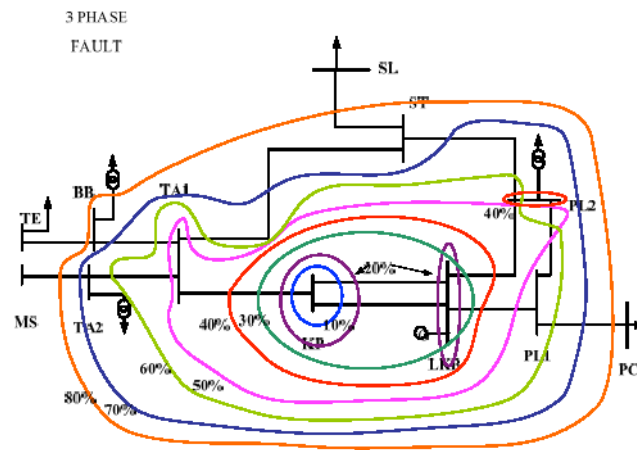 3 PHASE
FAULT
SL
ST
BB
TA1
TE
40%
PL2
20%
MS
TA2
40%
30%
10%
KP
LKP
PL1
PC
60%
50%
80%
70%